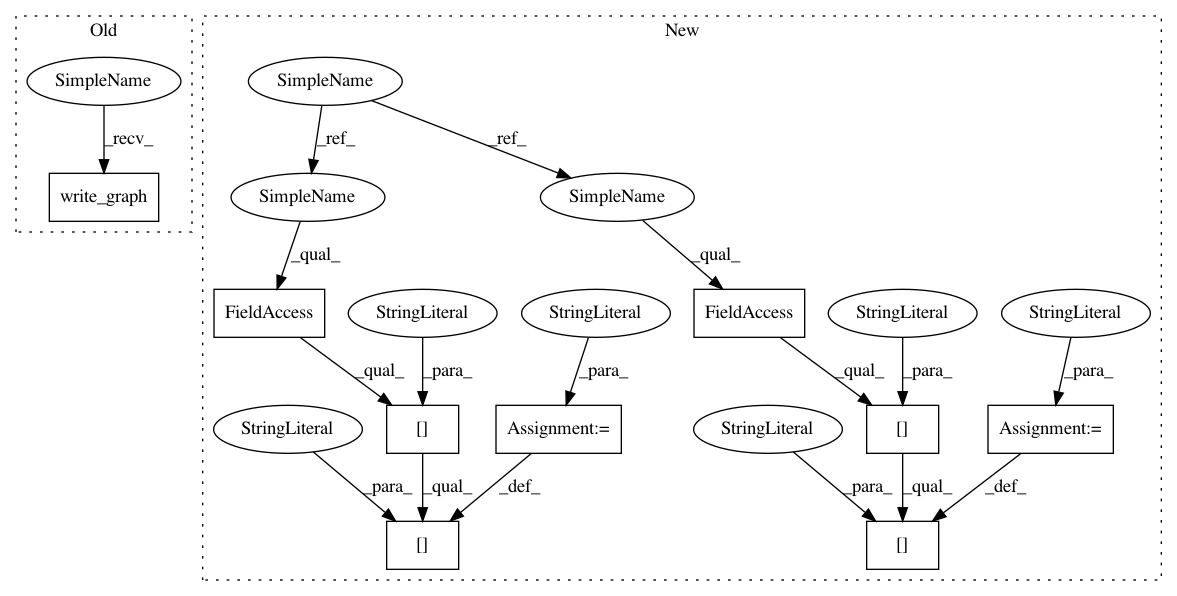 Old
New
SimpleName
SimpleName
_recv_
_ref_
_ref_
write_graph
SimpleName
SimpleName
_qual_
_qual_
FieldAccess
StringLiteral
StringLiteral
FieldAccess
StringLiteral
StringLiteral
_qual_
_para_
_para_
_qual_
_para_
_para_
StringLiteral
[]
Assignment:=
StringLiteral
[]
Assignment:=
_para_
_qual_
_def_
_para_
_qual_
_def_
[]
[]